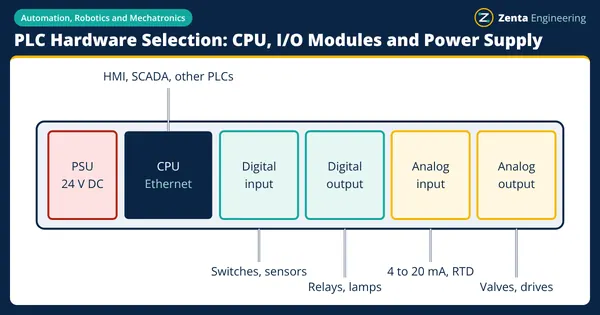 Automation, Robotics and Mechatronics
Zenta Engineering
PLC Hardware Selection: CPU, I/O Modules and Power Supply
HMI, SCADA, other PLCs
PSU
24 V DC
CPU
Ethernet
Digital
input
Digital
output
Analog
input
Analog
output
Switches, sensors
Relays, lamps
4 to 20 mA, RTD
Valves, drives